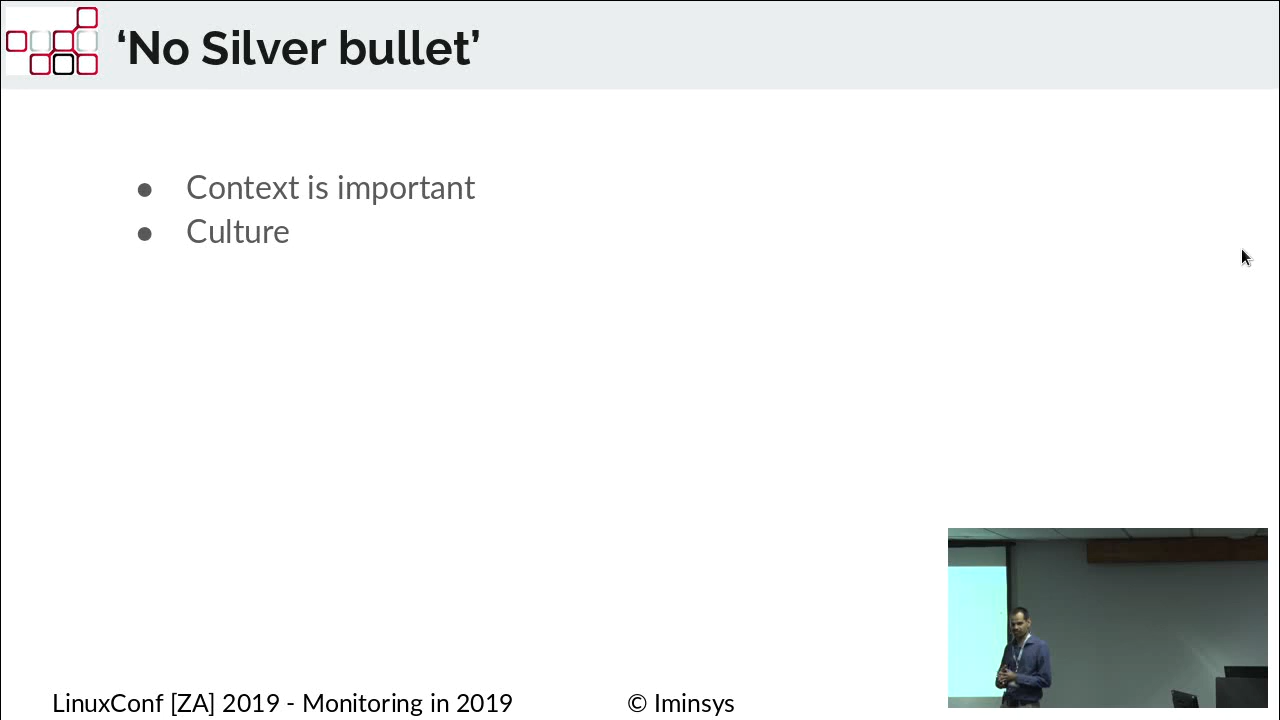 ‘No Silver bullet’
● Context is important
● Culture
LinuxConf [ZA] 2019 - Monitoring in 2019 © Iminsys